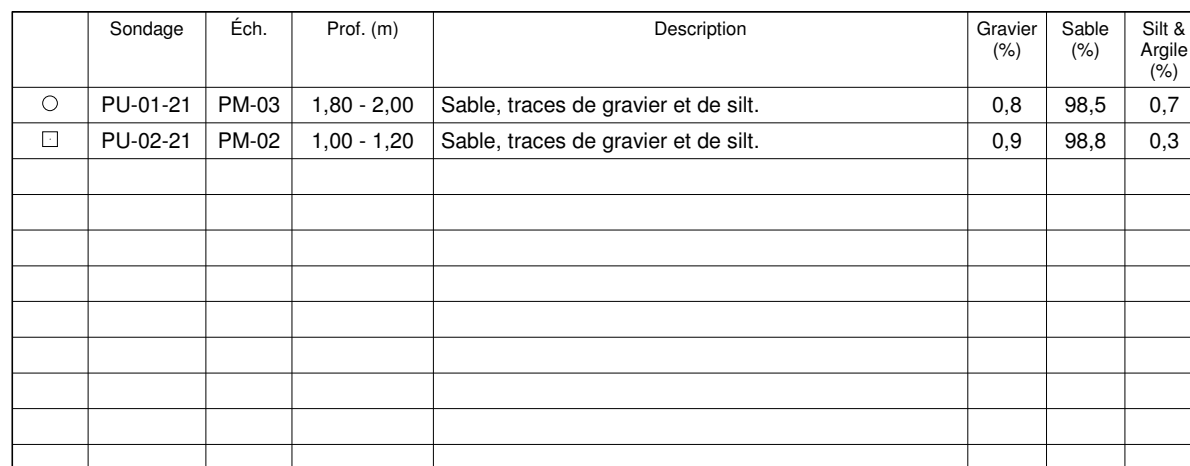 Sondage Éch. Prof. (m) Description Gravier (%) Sable (%) Silt & Argile (%)
PU-01-21 PM-03 1,80 - 2,00 Sable, traces de gravier et de silt. 0,8 98,5 0,7
PU-02-21 PM-02 1,00 - 1,20 Sable, traces de gravier et de silt. 0,9 98,8 0,3